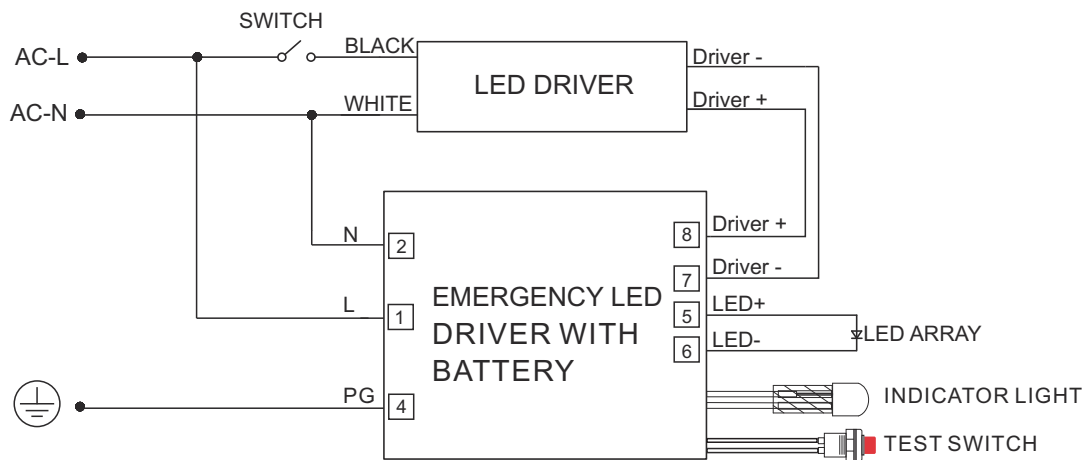 SWITCH
AC-L
BLACK
LED DRIVER
Driver -
AC-N
WHITE
Driver +
N
2
8
Driver +
7
Driver -
EMERGENCY LED
DRIVER WITH
BATTERY
L
1
5
LED+
6
LED-
LED ARRAY
PG
4
INDICATOR LIGHT
TEST SWITCH